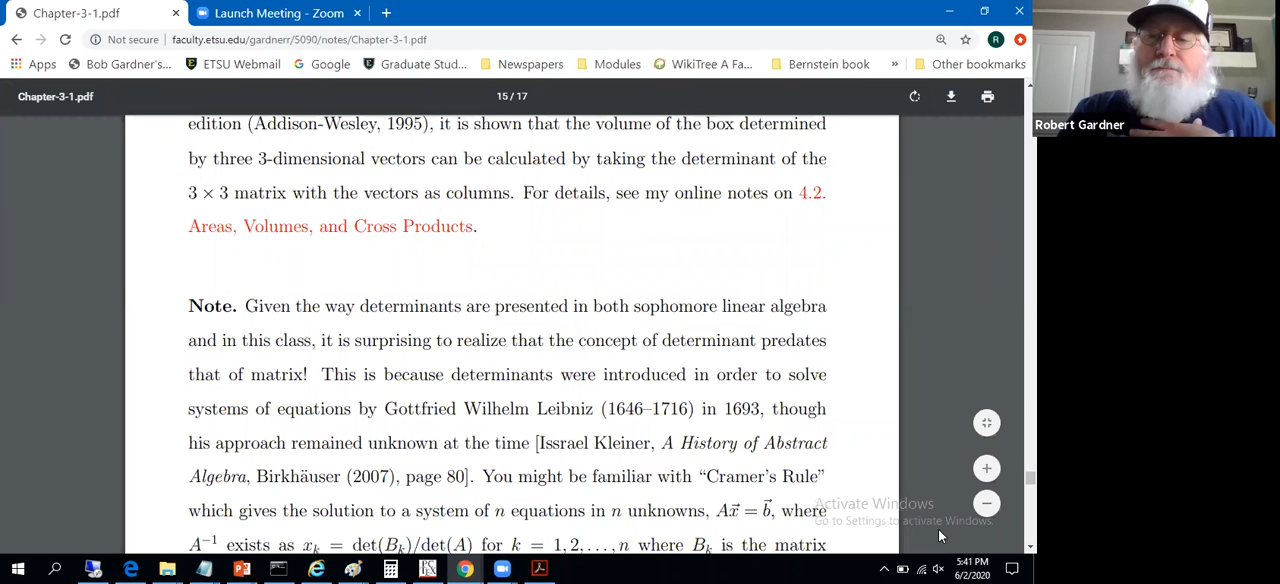 Chapter-3-1.pdf
Launch Meeting - Zoom
Not secure
faculty.etsu.edu/gardnerr/5090/notes/Chapter-3-1.pdf
R
Apps
Bob Gardner's...
ETSU Webmail
Google
Graduate Stud...
Newspapers
Modules
WikiTree A Fa...
Bernstein book
»
Other bookmarks
Chapter-3-1.pdf
15 / 17
Robert Gardner
edition (Addison-Wesley, 1995), it is shown that the volume of the box determined
by three 3-dimensional vectors can be calculated by taking the determinant of the
3 × 3 matrix with the vectors as columns. For details, see my online notes on 4.2.
Areas, Volumes, and Cross Products.
Note. Given the way determinants are presented in both sophomore linear algebra
and in this class, it is surprising to realize that the concept of determinant predates
that of matrix! This is because determinants were introduced in order to solve
systems of equations by Gottfried Wilhelm Leibniz (1646–1716) in 1693, though
his approach remained unknown at the time [Issrael Kleiner, A History of Abstract
Algebra, Birkhäuser (2007), page 80]. You might be familiar with “Cramer's Rule”
which gives the solution to a system of n equations in n unknowns, Ax⃗ = b⃗, where
A⁻¹ exists as xₖ = det(Bₖ)/det(A) for k = 1, 2, . . . , n where Bₖ is the matrix
Activate Windows
Go to Settings to activate Windows.
5:41 PM
6/2/2020